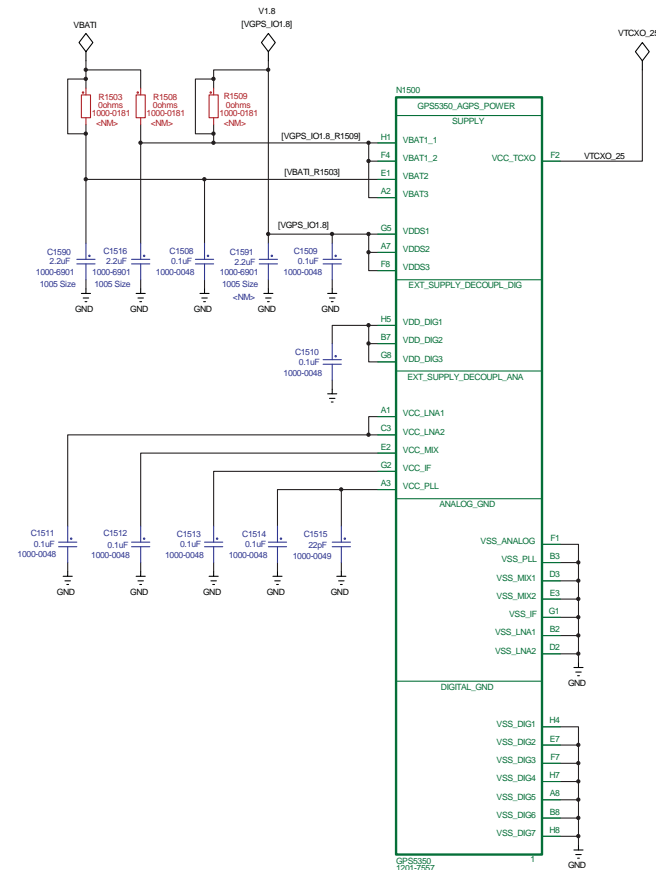 VBATI
V1.8
[VGPS_IO1.8]
VTCXO_25
R1503
0ohms
1000-0181
<NM>
R1508
0ohms
1000-0181
<NM>
R1509
0ohms
1000-0181
<NM>
N1500
GPS5350_AGPS_POWER
SUPPLY
[VGPS_IO1.8_R1509]
H1 VBAT1_1
F4 VBAT1_2
VCC_TCXO F2 VTCXO_25
[VBATI_R1503]
E1 VBAT2
A2 VBAT3
[VGPS_IO1.8]
G5 VDDS1
A7 VDDS2
F8 VDDS3
C1590
2.2uF
1000-6901
1005 Size
GND
C1516
2.2uF
1000-6901
1005 Size
GND
C1508
0.1uF
1000-0048
GND
C1591
2.2uF
1000-6901
1005 Size
<NM>
GND
C1509
0.1uF
1000-0048
GND
EXT_SUPPLY_DECOUPL_DIG
H5 VDD_DIG1
B7 VDD_DIG2
G8 VDD_DIG3
C1510
0.1uF
1000-0048
EXT_SUPPLY_DECOUPL_ANA
A1 VCC_LNA1
C3 VCC_LNA2
E2 VCC_MIX
G2 VCC_IF
A3 VCC_PLL
C1511
0.1uF
1000-0048
GND
C1512
0.1uF
1000-0048
GND
C1513
0.1uF
1000-0048
GND
C1514
0.1uF
1000-0048
GND
C1515
22pF
1000-0049
GND
ANALOG_GND
VSS_ANALOG F1
VSS_PLL B3
VSS_MIX1 D3
VSS_MIX2 E3
VSS_IF G1
VSS_LNA1 B2
VSS_LNA2 D2
GND
DIGITAL_GND
VSS_DIG1 H4
VSS_DIG2 E7
VSS_DIG3 F7
VSS_DIG4 H7
VSS_DIG5 A8
VSS_DIG6 B8
VSS_DIG7 H8
GND
GPS5350 1
1201-7557